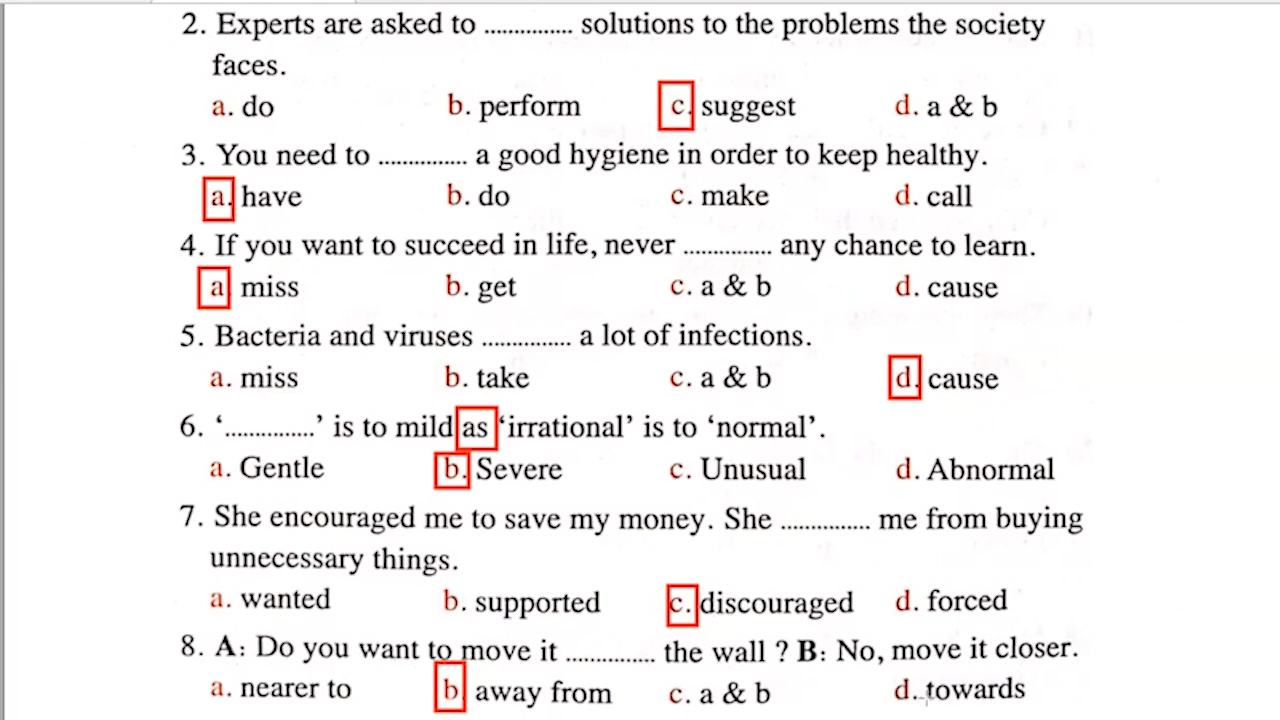 2. Experts are asked to ............... solutions to the problems the society
faces.
a. do b. perform c. suggest d. a & b
3. You need to ............... a good hygiene in order to keep healthy.
a. have b. do c. make d. call
4. If you want to succeed in life, never ............... any chance to learn.
a. miss b. get c. a & b d. cause
5. Bacteria and viruses ............... a lot of infections.
a. miss b. take c. a & b d. cause
6. ‘...............’ is to mild as ‘irrational’ is to ‘normal’.
a. Gentle b. Severe c. Unusual d. Abnormal
7. She encouraged me to save my money. She ............... me from buying
unnecessary things.
a. wanted b. supported c. discouraged d. forced
8. A: Do you want to move it ............... the wall ? B: No, move it closer.
a. nearer to b. away from c. a & b d. towards